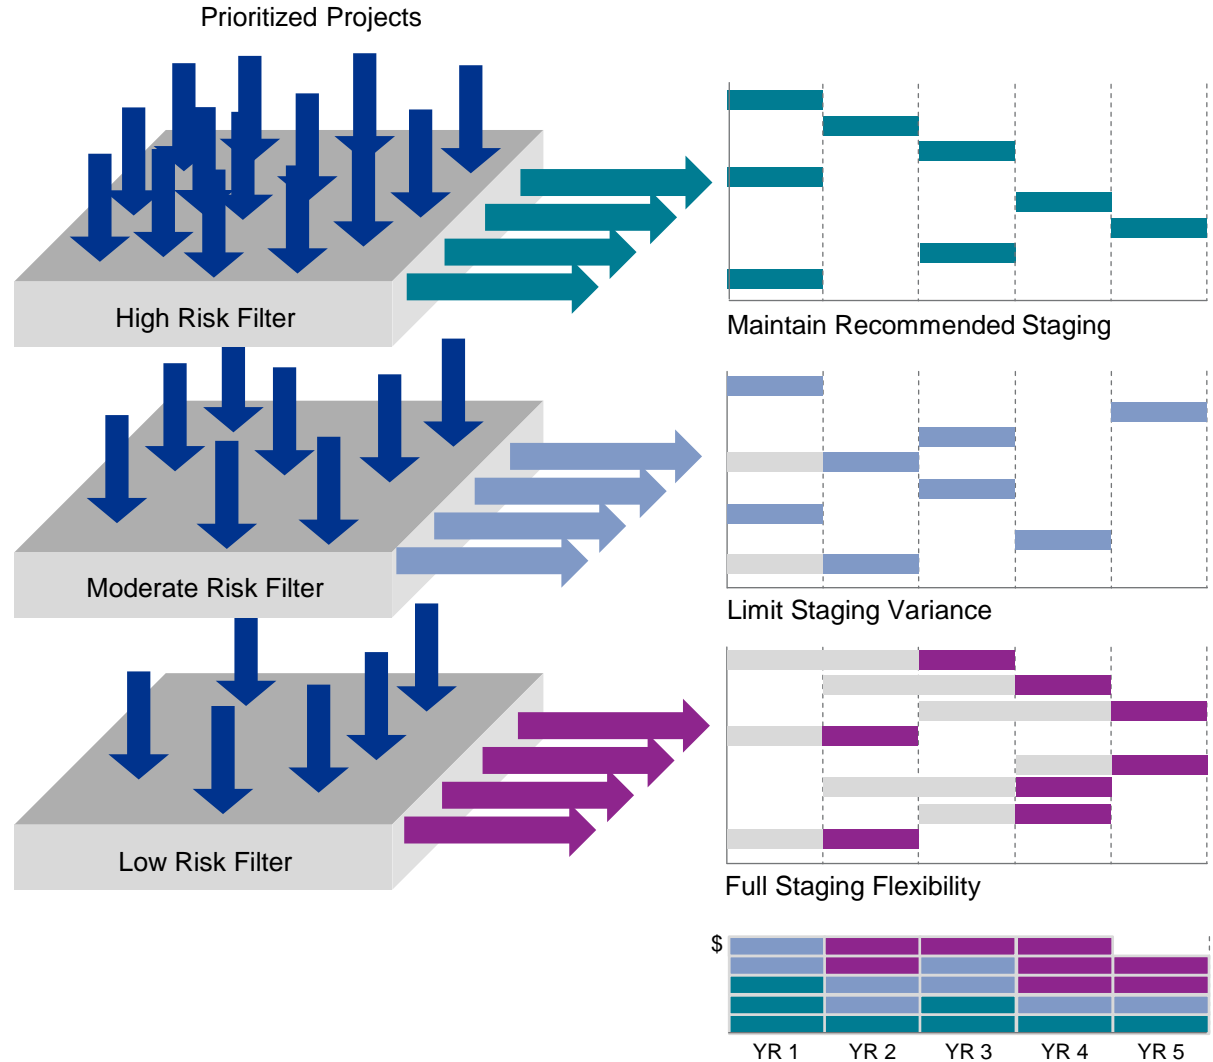 Prioritized Projects
High Risk Filter
Maintain Recommended Staging
Moderate Risk Filter
Limit Staging Variance
Low Risk Filter
Full Staging Flexibility
$
YR 1 YR 2 YR 3 YR 4 YR 5